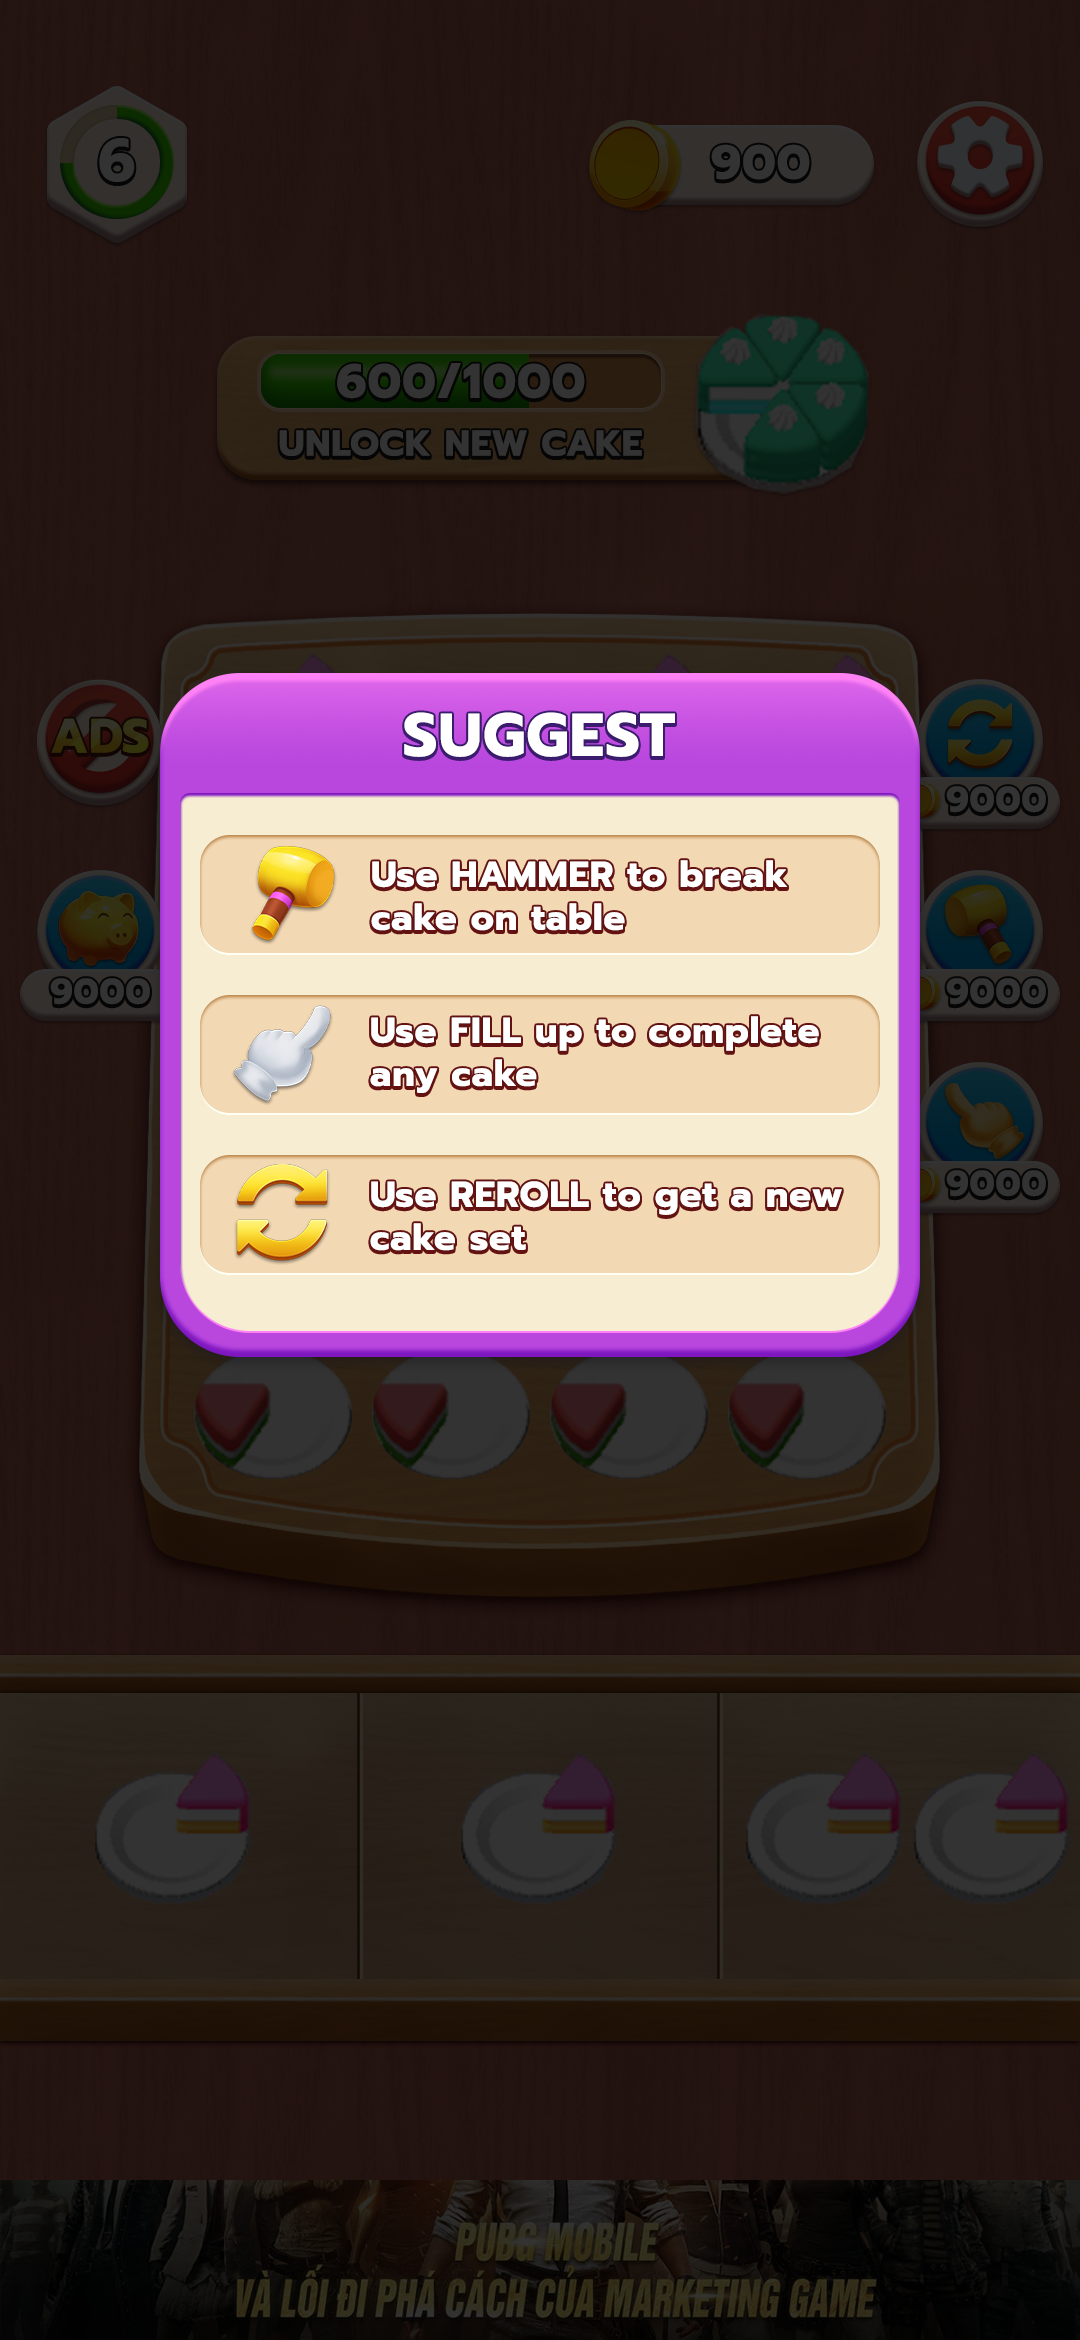 6
900
600/1000
UNLOCK NEW CAKE
ADS
SUGGEST
9000
Use HAMMER to break
cake on table
9000
9000
Use FILL up to complete
any cake
9000
Use REROLL to get a new
cake set
PUBG MOBILE
VÀ LỐI ĐI PHÁ CÁCH CỦA MARKETING GAME